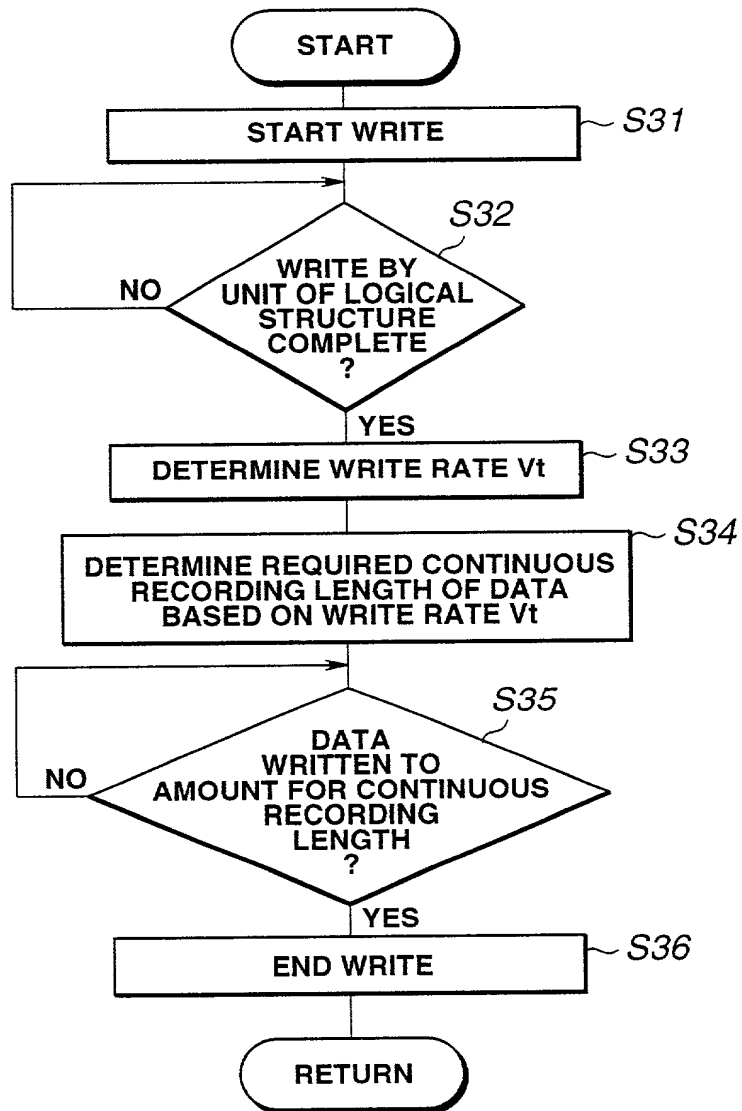 START
START WRITE
S31
S32
WRITE BY
UNIT OF LOGICAL
STRUCTURE
COMPLETE
?
NO
YES
DETERMINE WRITE RATE Vt
S33
S34
DETERMINE REQUIRED CONTINUOUS
RECORDING LENGTH OF DATA
BASED ON WRITE RATE Vt
S35
DATA
WRITTEN TO
AMOUNT FOR CONTINUOUS
RECORDING
LENGTH
?
NO
YES
END WRITE
S36
RETURN